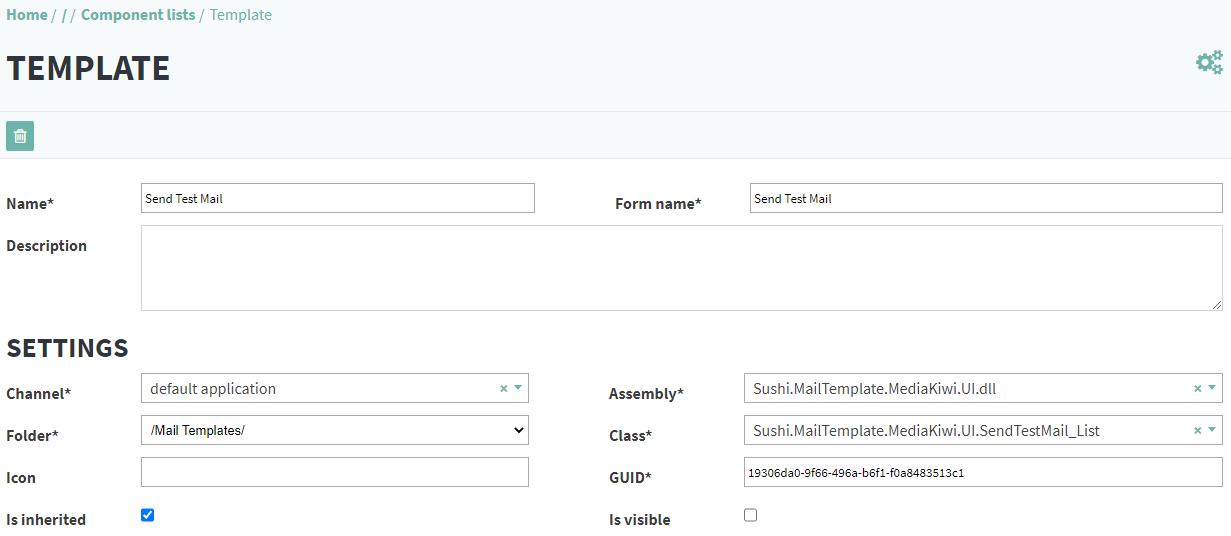 Home / / / Component lists / Template
TEMPLATE
Name* Send Test Mail Form name* Send Test Mail
Description
SETTINGS
Channel* default application × Assembly* Sushi.MailTemplate.MediaKiwi.UI.dll ×
Folder* /Mail Templates/ Class* Sushi.MailTemplate.MediaKiwi.UI.SendTestMail_List ×
Icon GUID* 19306da0-9f66-496a-b6f1-f0a8483513c1
Is inherited Is visible